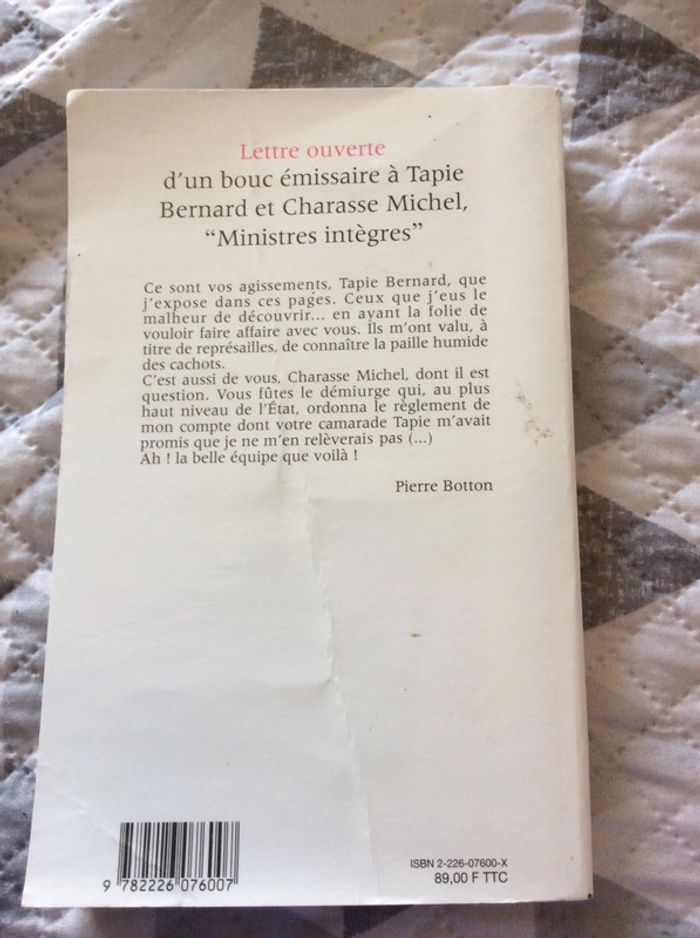 Lettre ouverte
d'un bouc émissaire à Tapie
Bernard et Charasse Michel,
“Ministres intègres”
Ce sont vos agissements, Tapie Bernard, que
j'expose dans ces pages. Ceux que j'eus le
malheur de découvrir... en ayant la folie de
vouloir faire affaire avec vous. Ils m'ont valu, à
titre de représailles, de connaître la paille humide
des cachots.
C'est aussi de vous, Charasse Michel, dont il est
question. Vous fûtes le démiurge qui, au plus
haut niveau de l'État, ordonna le règlement de
mon compte dont votre camarade Tapie m'avait
promis que je ne m'en relèverais pas (...)
Ah ! la belle équipe que voilà !
Pierre Botton
ISBN 2-226-07600-X
89,00 F TTC
9 782226 076007